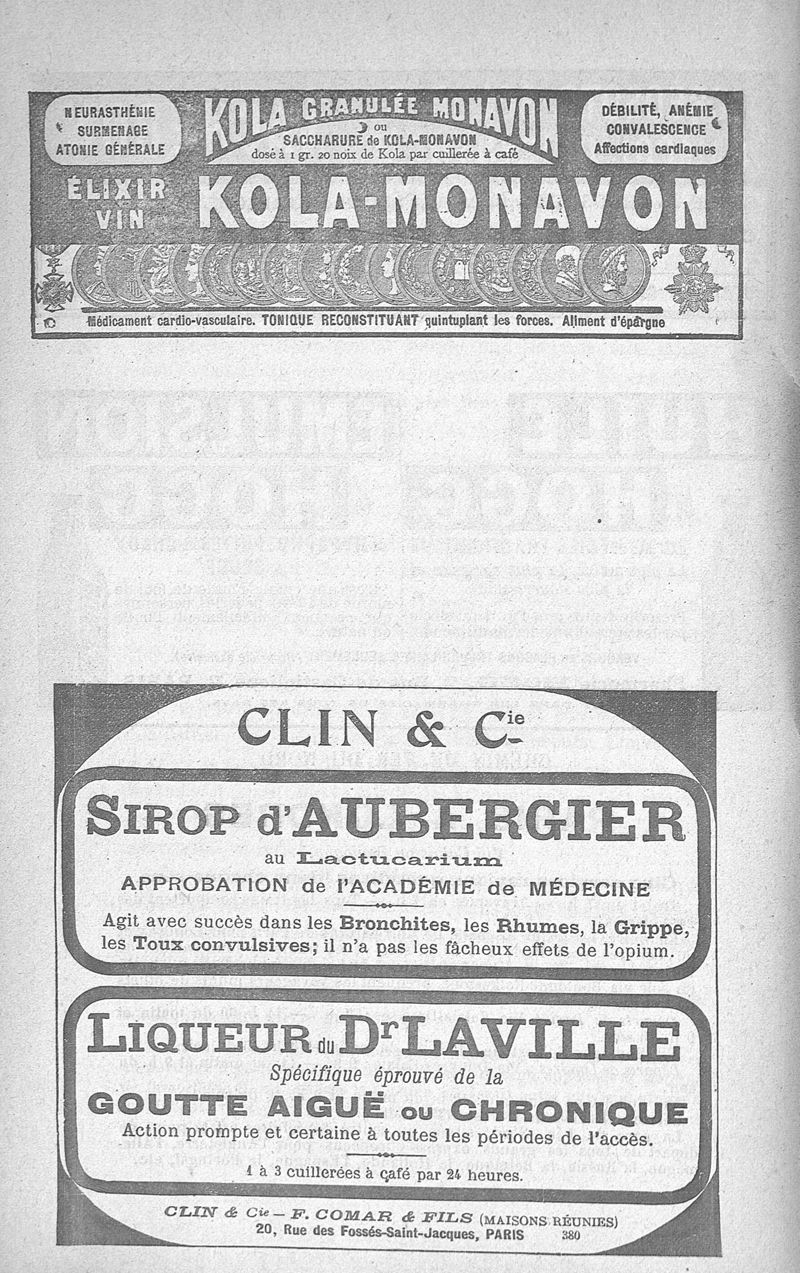 NEURASTHÉNIE
SURMENAGE
ATONIE GÉNÉRALE
KOLA GRANULÉE MONAVON
ou
SACCHARURE de KOLA-MONAVON
dosé à 1 gr. 20 noix de Kola par cuillerée à café
DÉBILITÉ, ANÉMIE
CONVALESCENCE
Affections cardiaques
ÉLIXIR
VIN
KOLA-MONAVON
Médicament cardio-vasculaire. TONIQUE RECONSTITUANT quintuplant les forces. Aliment d'épargne
CLIN & Cie
SIROP d'AUBERGIER
au Lactucarium
APPROBATION de l'ACADÉMIE de MÉDECINE
Agit avec succès dans les Bronchites, les Rhumes, la Grippe,
les Toux convulsives; il n'a pas les fâcheux effets de l'opium.
LIQUEUR du Dr LAVILLE
Spécifique éprouvé de la
GOUTTE AIGUË OU CHRONIQUE
Action prompte et certaine à toutes les périodes de l'accès.
1 à 3 cuillerées à café par 24 heures.
CLIN & Cie — F. COMAR & FILS (MAISONS RÉUNIES)
20, Rue des Fossés-Saint-Jacques, PARIS 380